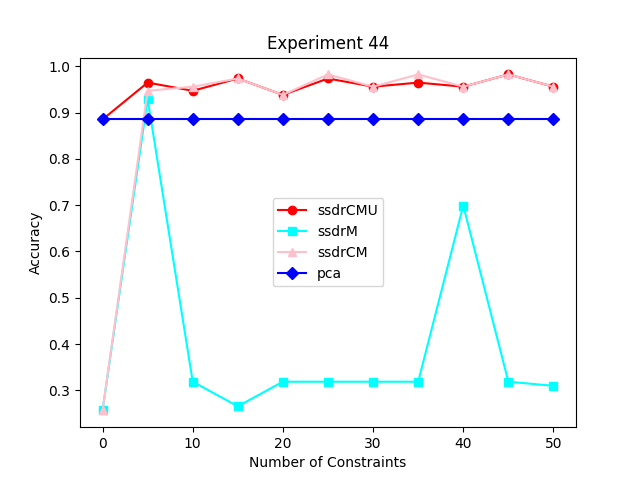 Experiment 44
1.0
0.9
0.8
0.7
0.6
0.5
0.4
0.3
Accuracy
ssdrCMU
ssdrM
ssdrCM
pca
0 10 20 30 40 50
Number of Constraints